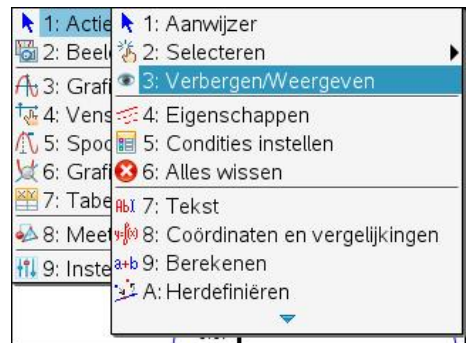 1: Actie
2: Beel
3: Grafi
4: Vens
5: Spoo
6: Grafi
7: Tabe
8: Meet
9: Inste
1: Aanwijzer
2: Selecteren
3: Verbergen/Weergeven
4: Eigenschappen
5: Condities instellen
6: Alles wissen
7: Tekst
8: Coördinaten en vergelijkingen
9: Berekenen
A: Herdefiniëren